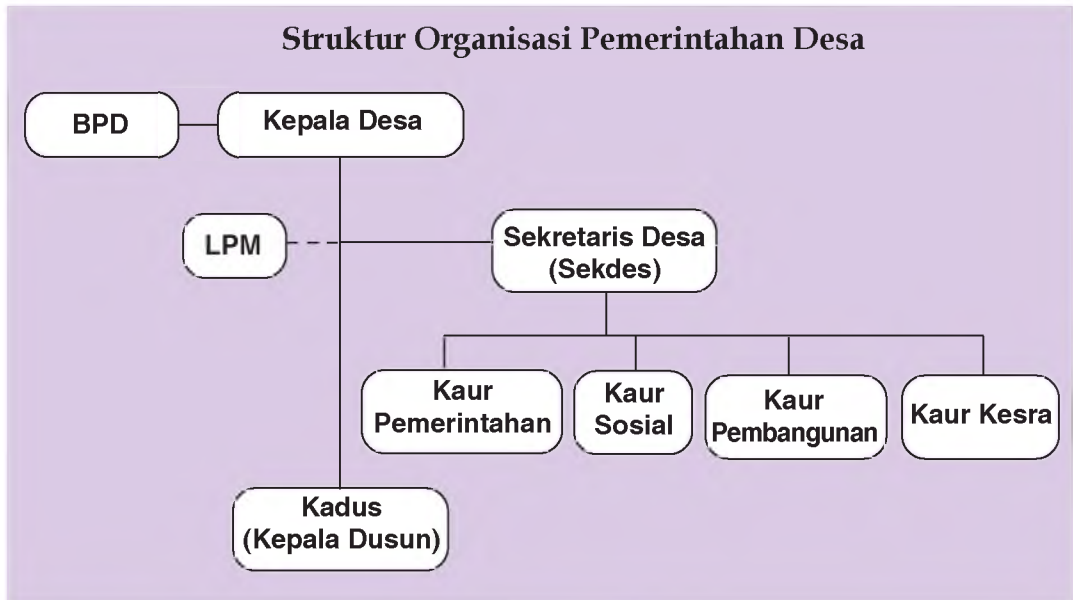 Struktur Organisasi Pemerintahan Desa
BPD
Kepala Desa
LPM
Sekretaris Desa
(Sekdes)
Kaur
Pemerintahan
Kaur
Sosial
Kaur
Pembangunan
Kaur Kesra
Kadus
(Kepala Dusun)